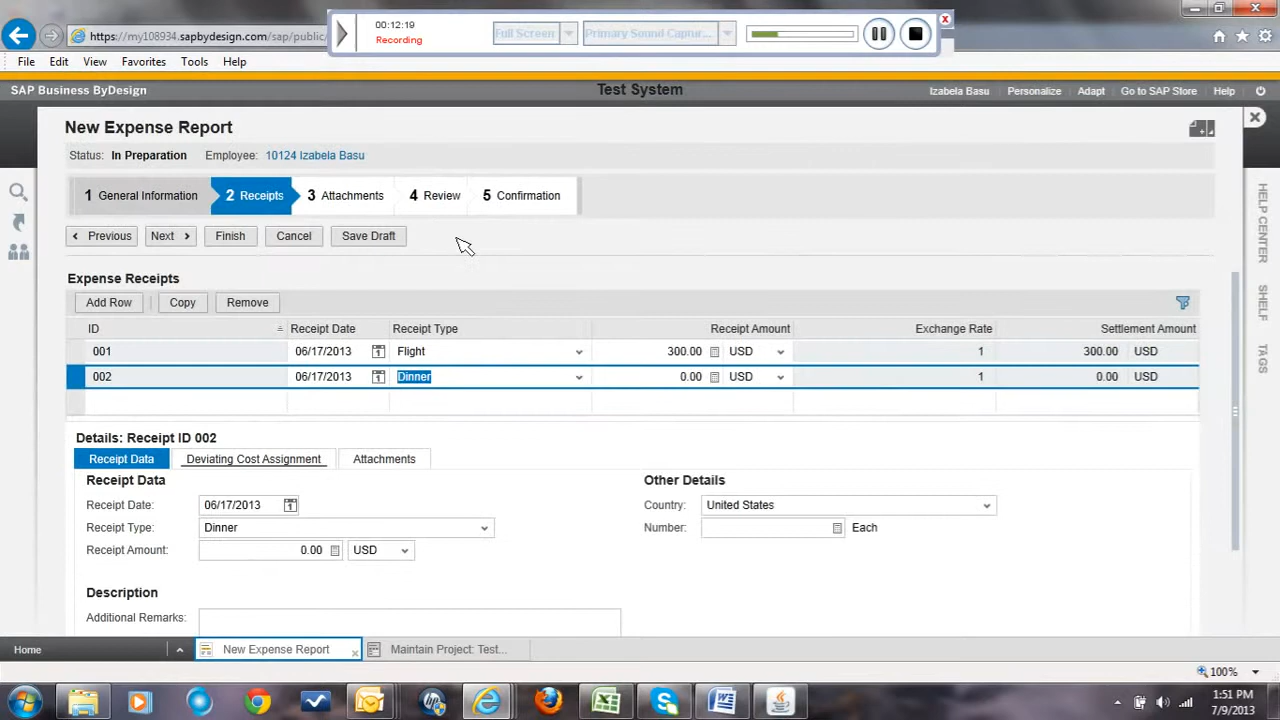 00:12:19
Recording
Full Screen
Primary Sound Captur...
x
https://my108934.sapbydesign.com/sap/public/
File Edit View Favorites Tools Help
SAP Business ByDesign Test System Izabela Basu Personalize Adapt Go to SAP Store Help
New Expense Report
Status: In Preparation Employee: 10124 Izabela Basu
1 General Information 2 Receipts 3 Attachments 4 Review 5 Confirmation
< Previous Next > Finish Cancel Save Draft
HELP CENTER
SHELF
TAGS
Expense Receipts
Add Row Copy Remove
ID Receipt Date Receipt Type Receipt Amount Exchange Rate Settlement Amount
001 06/17/2013 Flight 300.00 USD 1 300.00 USD
002 06/17/2013 Dinner 0.00 USD 1 0.00 USD
Details: Receipt ID 002
Receipt Data Deviating Cost Assignment Attachments
Receipt Data Other Details
Receipt Date: 06/17/2013 Country: United States
Receipt Type: Dinner Number: Each
Receipt Amount: 0.00 USD
Description
Additional Remarks:
Home New Expense Report x Maintain Project: Test...
100%
1:51 PM
7/9/2013